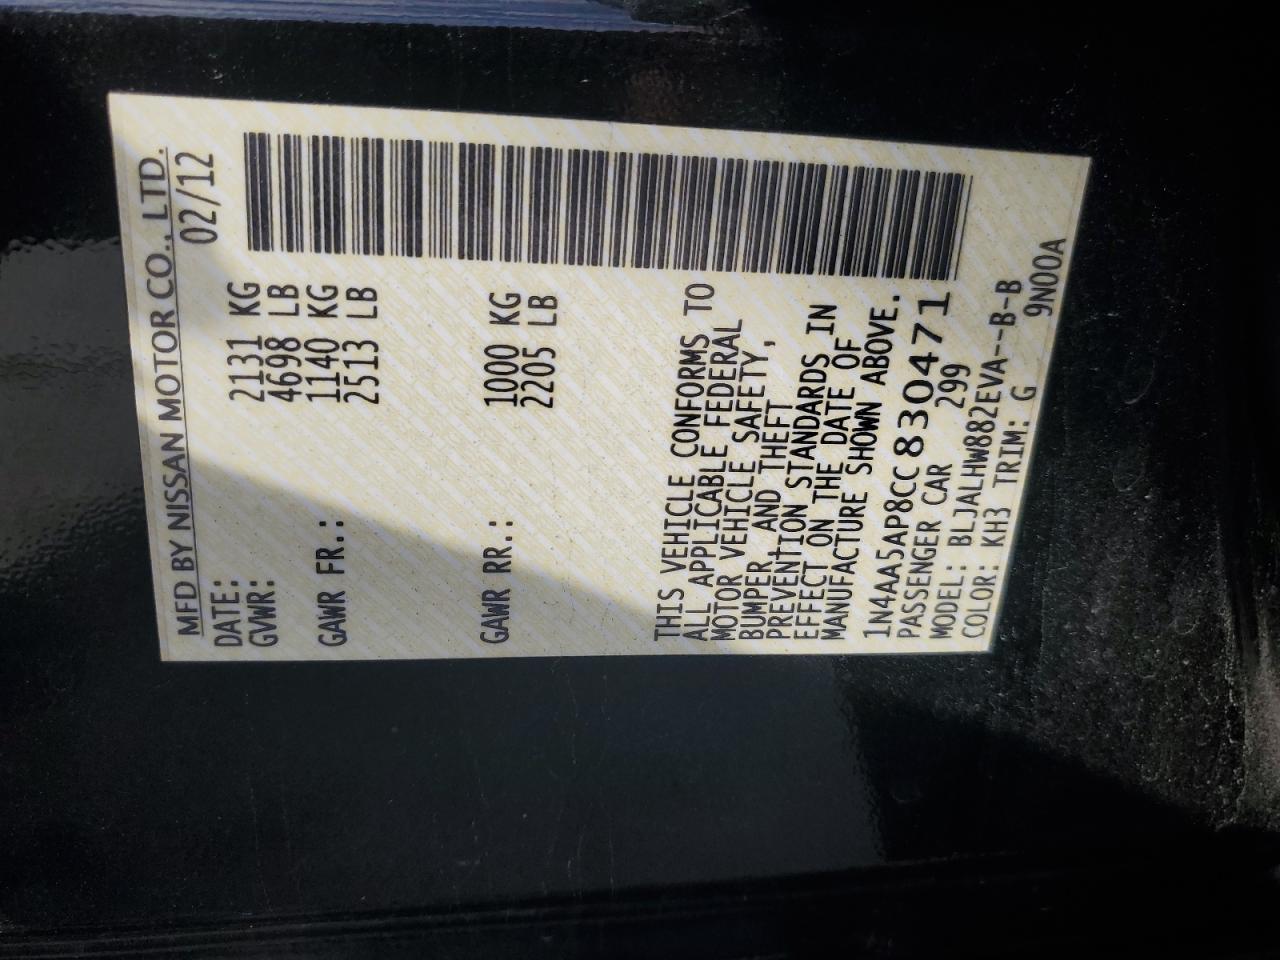 MFD BY NISSAN MOTOR CO., LTD.
DATE: 02/12
GVWR: 2131 KG
4698 LB
GAWR FR.: 1140 KG
2513 LB
GAWR RR.: 1000 KG
2205 LB
THIS VEHICLE CONFORMS TO
ALL APPLICABLE FEDERAL
MOTOR VEHICLE SAFETY,
BUMPER AND THEFT
PREVENTION STANDARDS IN
EFFECT ON THE DATE OF
MANUFACTURE SHOWN ABOVE.
1N4AA5AP8CC830471
PASSENGER CAR 299
MODEL: BLJALHW882EVA--B-B
COLOR: KH3 TRIM: G 9N00A